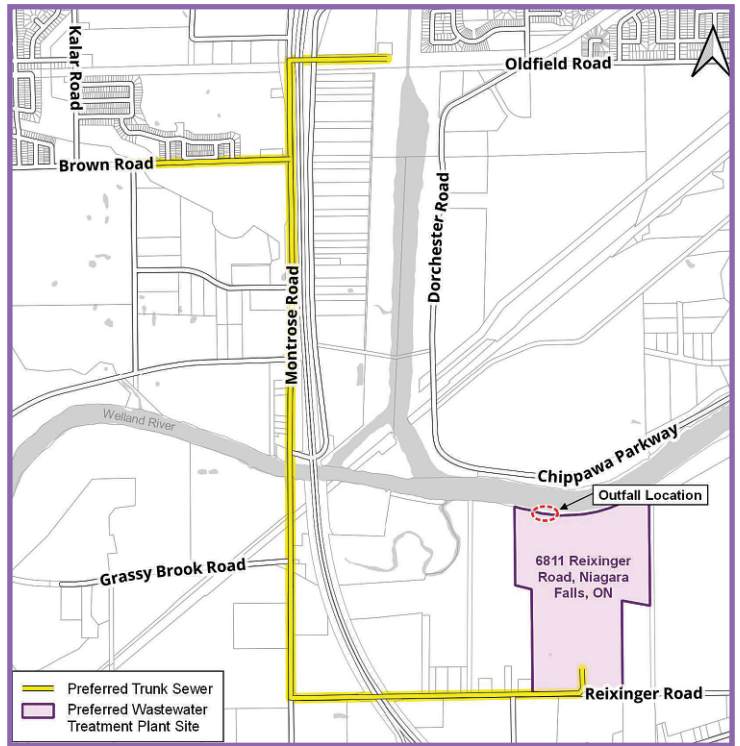 Kalar Road
Oldfield Road
Brown Road
Dorchester Road
Montrose Road
Welland River
Chippawa Parkway
Outfall Location
6811 Reixinger
Road, Niagara
Falls, ON
Grassy Brook Road
Preferred Trunk Sewer
Preferred Wastewater
Treatment Plant Site
Reixinger Road